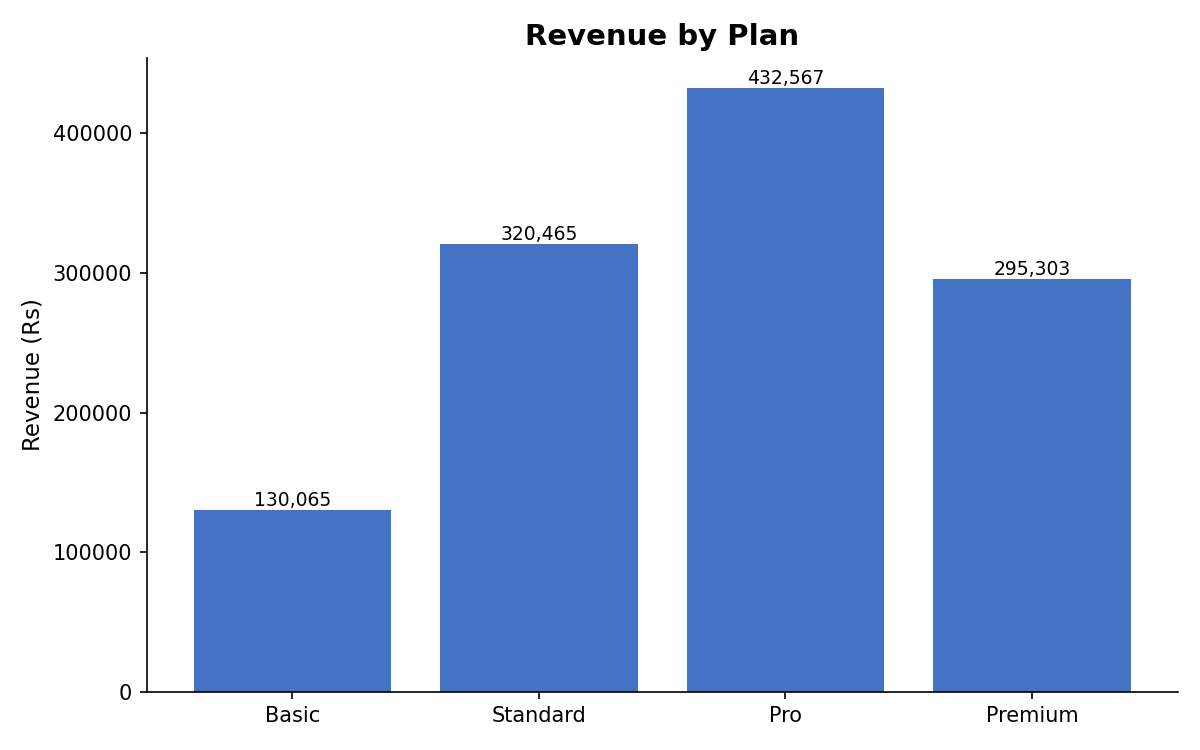 Revenue by Plan
Revenue (Rs)
400000
300000
200000
100000
0
432,567
320,465
295,303
130,065
Basic
Standard
Pro
Premium